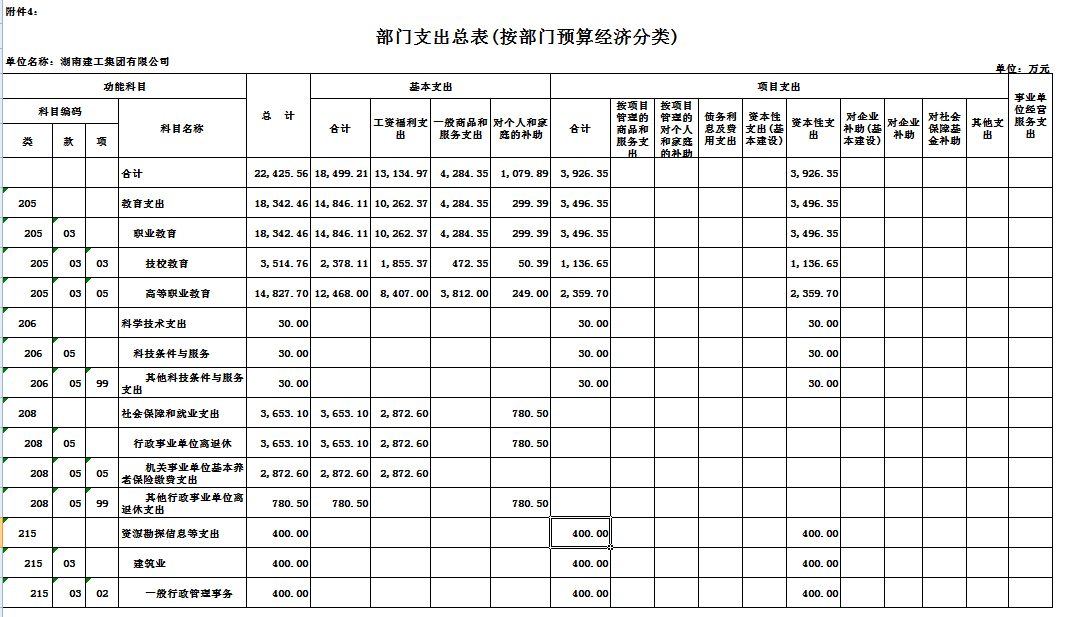 附件4:
部门支出总表(按部门预算经济分类)
单位名称: 湖南建工集团有限公司
单位: 万元
功能科目 总 计 基本支出 项目支出 事业单位经营服务支出
科目编码 科目名称 合计 工资福利支出 一般商品和服务支出 对个人和家庭的补助 合计 按项目管理的商品和服务支出 按项目管理的对个人和家庭的补助 债务利息及费用支出 资本性支出(基本建设) 资本性支出 对企业补助(基本建设) 对企业补助 对社会保障基金补助 其他支出
类 款 项
合计 22,425.56 18,499.21 13,134.97 4,284.35 1,079.89 3,926.35 3,926.35
205 教育支出 18,342.46 14,846.11 10,262.37 4,284.35 299.39 3,496.35 3,496.35
205 03 职业教育 18,342.46 14,846.11 10,262.37 4,284.35 299.39 3,496.35 3,496.35
205 03 03 技校教育 3,514.76 2,378.11 1,855.37 472.35 50.39 1,136.65 1,136.65
205 03 05 高等职业教育 14,827.70 12,468.00 8,407.00 3,812.00 249.00 2,359.70 2,359.70
206 科学技术支出 30.00 30.00 30.00
206 05 科技条件与服务 30.00 30.00 30.00
206 05 99 其他科技条件与服务支出 30.00 30.00 30.00
208 社会保障和就业支出 3,653.10 3,653.10 2,872.60 780.50
208 05 行政事业单位离退休 3,653.10 3,653.10 2,872.60 780.50
208 05 05 机关事业单位基本养老保险缴费支出 2,872.60 2,872.60 2,872.60
208 05 99 其他行政事业单位离退休支出 780.50 780.50 780.50
215 资源勘探信息等支出 400.00 400.00 400.00
215 03 建筑业 400.00 400.00 400.00
215 03 02 一般行政管理事务 400.00 400.00 400.00